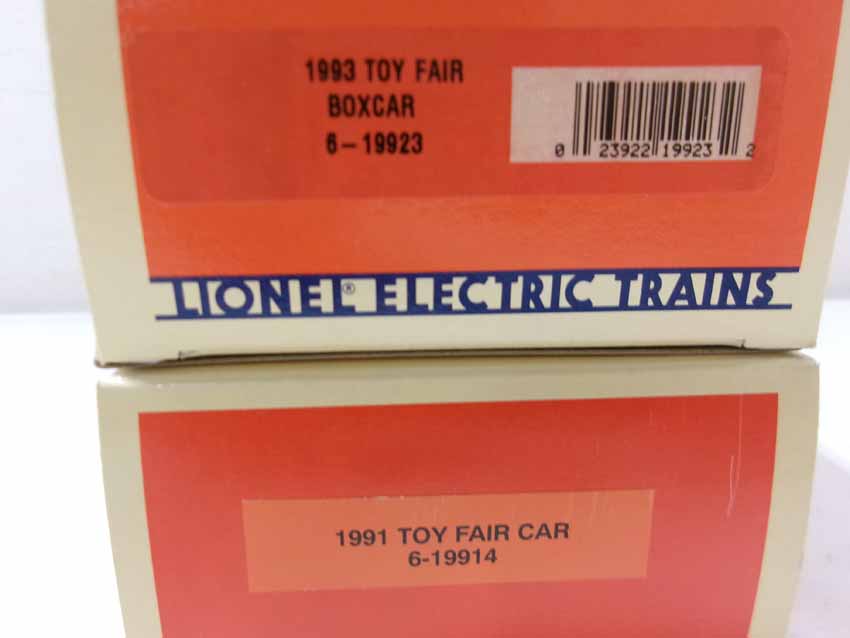 1993 TOY FAIR
BOXCAR
6-19923
0 23922 19923 2
LIONEL® ELECTRIC TRAINS
1991 TOY FAIR CAR
6-19914